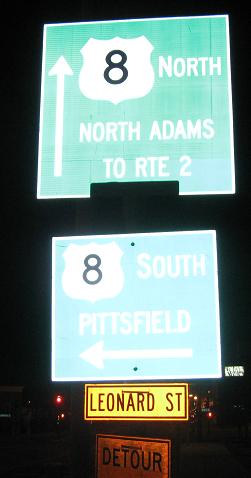 8 NORTH
NORTH ADAMS
TO RTE 2
8 SOUTH
PITTSFIELD
LEONARD ST
DETOUR